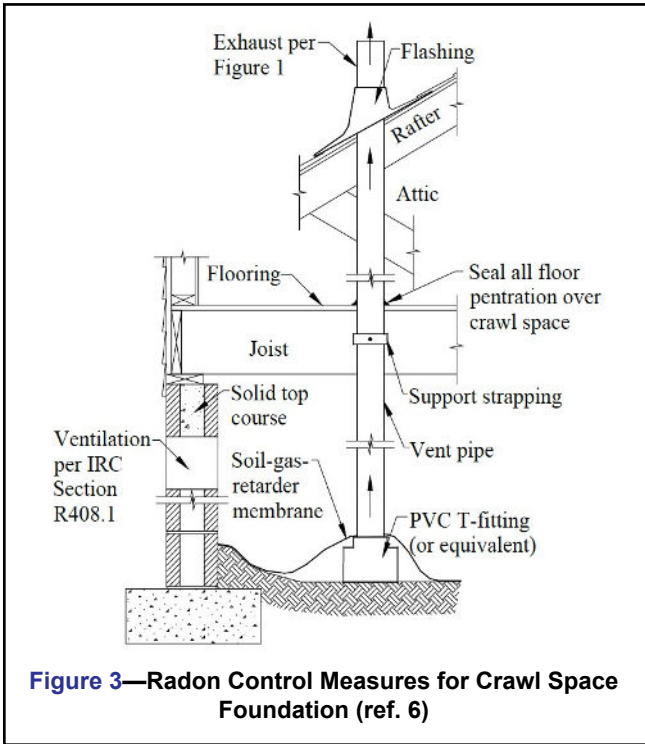 Exhaust per
Figure 1
Flashing
Rafter
Attic
Flooring
Seal all floor
pentration over
crawl space
Joist
Support strapping
Solid top
course
Ventilation
per IRC
Section
R408.1
Vent pipe
Soil-gas-
retarder
membrane
PVC T-fitting
(or equivalent)
Figure 3—Radon Control Measures for Crawl Space
Foundation (ref. 6)